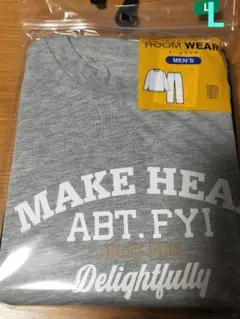 L
ROOM WEAR
MEN'S
MAKE HEA
ABT. FYI
Delightfully